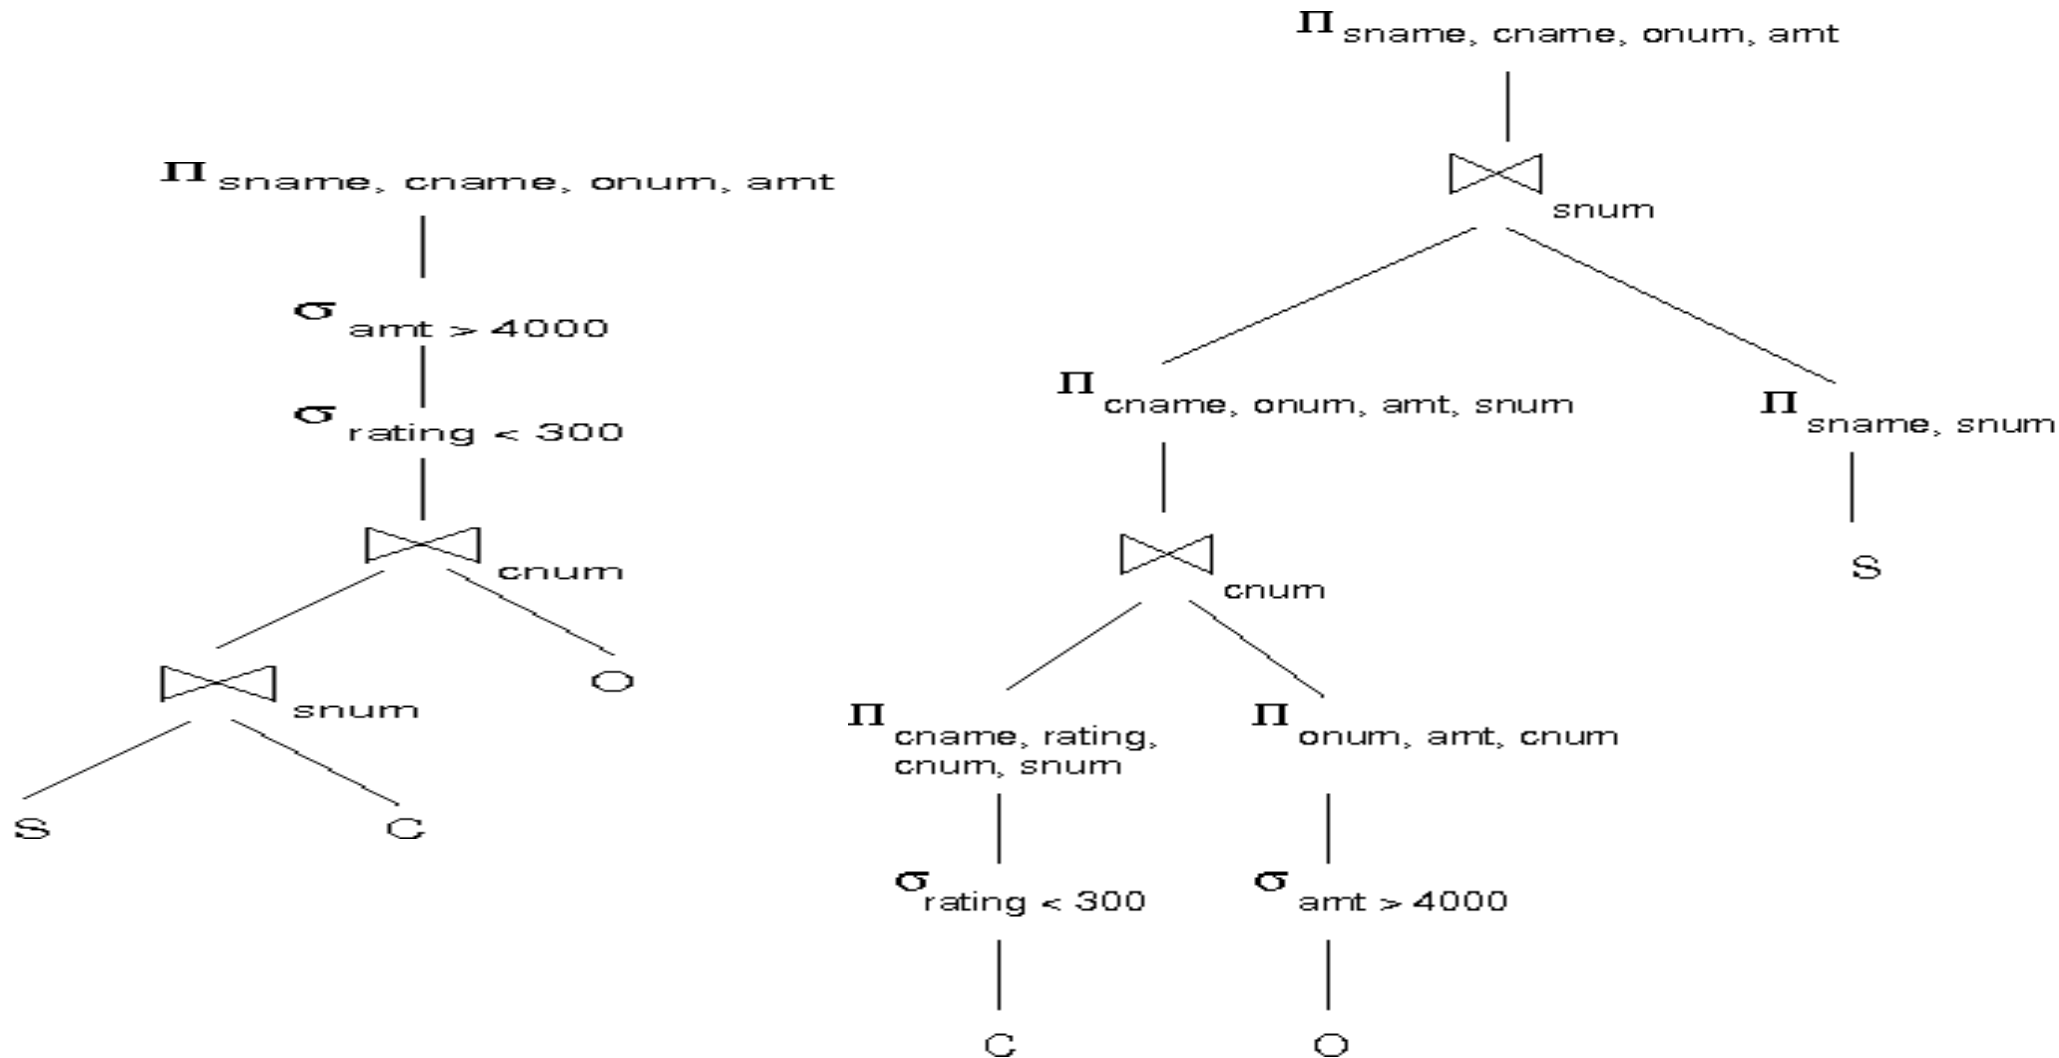 Π sname, cname, onum, amt
σ amt > 4000
σ rating < 300
cnum
O
snum
S
C
Π sname, cname, onum, amt
snum
Π cname, onum, amt, snum
Π sname, snum
S
cnum
Π cname, rating,
cnum, snum
Π onum, amt, cnum
σ rating < 300
σ amt > 4000
C
O